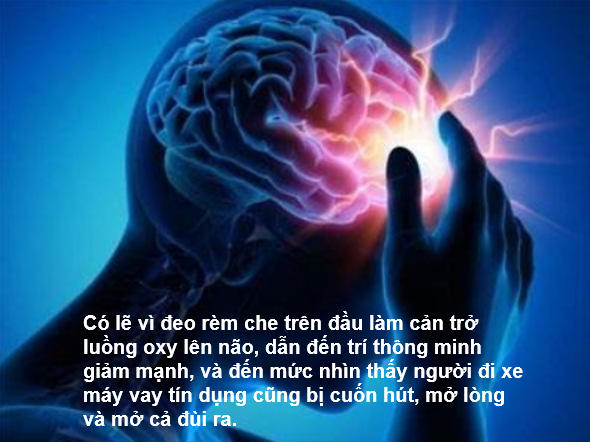 Có lẽ vì đeo rèm che trên đầu làm cản trở
luồng oxy lên não, dẫn đến trí thông minh
giảm mạnh, và đến mức nhìn thấy người đi xe
máy vay tín dụng cũng bị cuốn hút, mở lòng
và mở cả đùi ra.